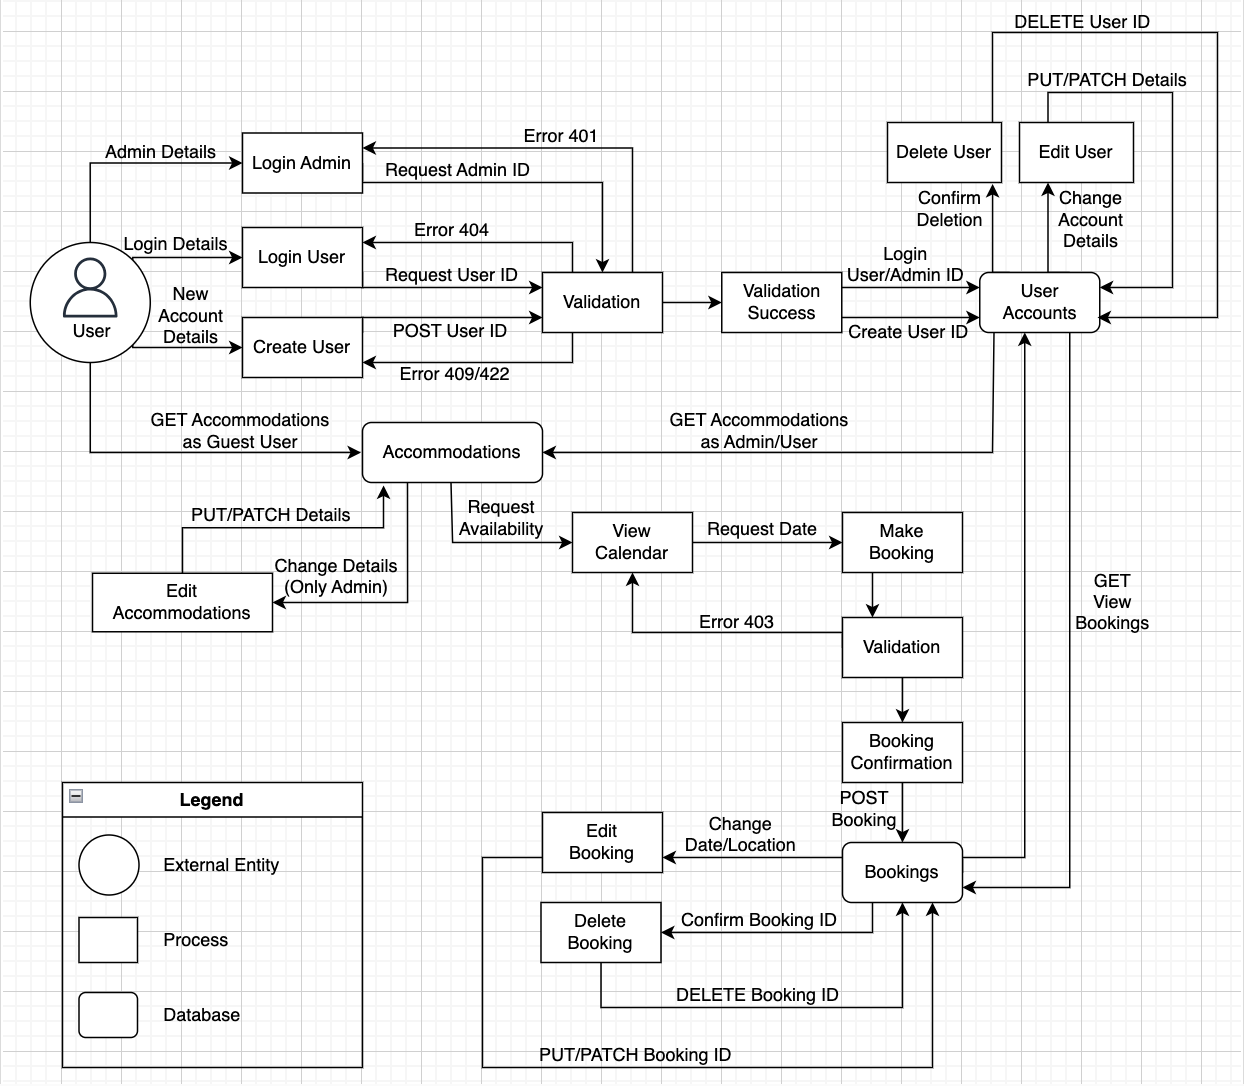 DELETE User ID
PUT/PATCH Details
Delete User
Edit User
Error 401
Admin Details
Login Admin
Request Admin ID
Confirm
Deletion
Change
Account
Details
Error 404
Login Details
Login User
Request User ID
Login
User/Admin ID
User
New
Account
Details
Validation
Validation
Success
User
Accounts
POST User ID
Create User ID
Create User
Error 409/422
GET Accommodations
as Guest User
GET Accommodations
as Admin/User
Accommodations
PUT/PATCH Details
Request
Availability
View
Calendar
Request Date
Make
Booking
Change Details
(Only Admin)
Edit
Accommodations
GET
View
Bookings
Error 403
Validation
Booking
Confirmation
POST
Booking
Edit
Booking
Change
Date/Location
Bookings
Delete
Booking
Confirm Booking ID
DELETE Booking ID
PUT/PATCH Booking ID
Legend
External Entity
Process
Database